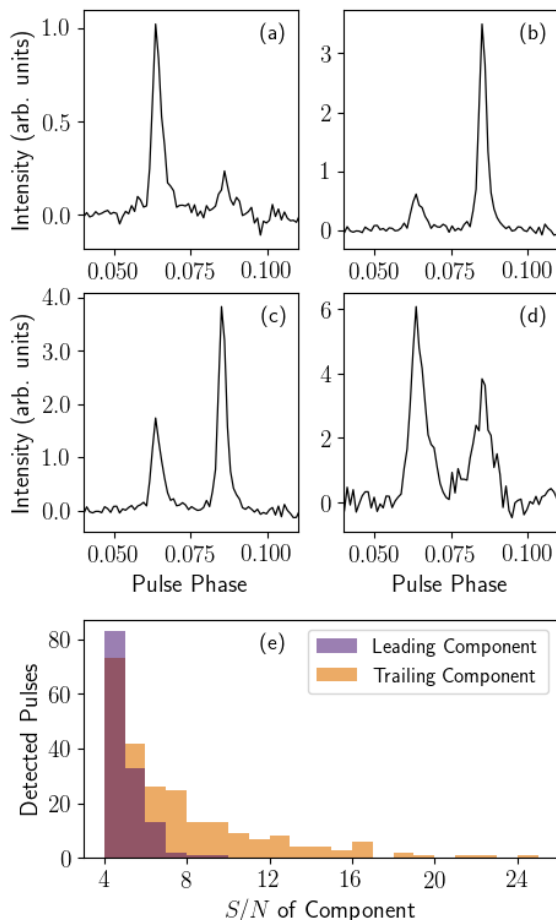 (a)
1.0
0.5
0.0
Intensity (arb. units)
0.050 0.075 0.100
(b)
3
2
1
0
0.050 0.075 0.100
(c)
4.0
3.0
2.0
1.0
0.0
Intensity (arb. units)
0.050 0.075 0.100
Pulse Phase
(d)
6
4
2
0
0.050 0.075 0.100
Pulse Phase
(e)
Leading Component
Trailing Component
80
60
40
20
0
Detected Pulses
4 8 12 16 20 24
S/N of Component